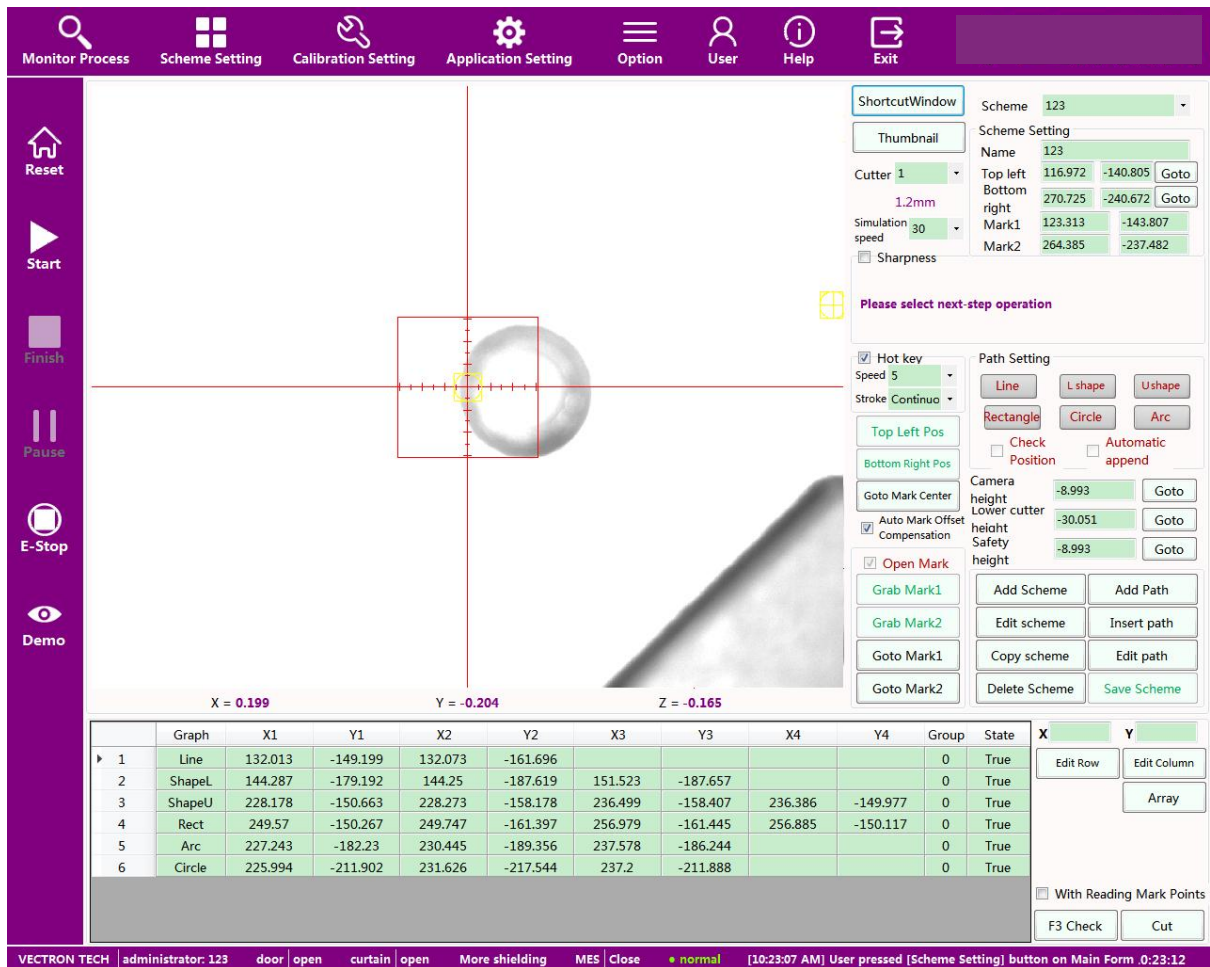 Monitor Process Scheme Setting Calibration Setting Application Setting Option User Help Exit
Reset
Start
Finish
Pause
E-Stop
Demo
X = 0.199 Y = -0.204 Z = -0.165
ShortcutWindow
Thumbnail
Cutter 1
1.2mm
Simulation
speed 30
Sharpness
Please select next-step operation
Scheme 123
Scheme Setting
Name 123
Top left 116.972 -140.805 Goto
Bottom
right 270.725 -240.672 Goto
Mark1 123.313 -143.807
Mark2 264.385 -237.482
Hot key
Speed 5
Stroke Continuo
Top Left Pos
Bottom Right Pos
Goto Mark Center
Auto Mark Offset
Compensation
Open Mark
Grab Mark1
Grab Mark2
Goto Mark1
Goto Mark2
Path Setting
Line L shape U shape
Rectangle Circle Arc
Check
Position
Automatic
append
Camera
height -8.993 Goto
Lower cutter
height -30.051 Goto
Safety
height -8.993 Goto
Add Scheme Add Path
Edit scheme Insert path
Copy scheme Edit path
Delete Scheme Save Scheme
Graph X1 Y1 X2 Y2 X3 Y3 X4 Y4 Group State
1 Line 132.013 -149.199 132.073 -161.696 0 True
2 ShapeL 144.287 -179.192 144.25 -187.619 151.523 -187.657 0 True
3 ShapeU 228.178 -150.663 228.273 -158.178 236.499 -158.407 236.386 -149.977 0 True
4 Rect 249.57 -150.267 249.747 -161.397 256.979 -161.445 256.885 -150.117 0 True
5 Arc 227.243 -182.23 230.445 -189.356 237.578 -186.244 0 True
6 Circle 225.994 -211.902 231.626 -217.544 237.2 -211.888 0 True
X Y
Edit Row Edit Column
Array
With Reading Mark Points
F3 Check Cut
VECTRON TECH administrator: 123 door open curtain open More shielding MES Close normal [10:23:07 AM] User pressed [Scheme Setting] button on Main Form .0:23:12